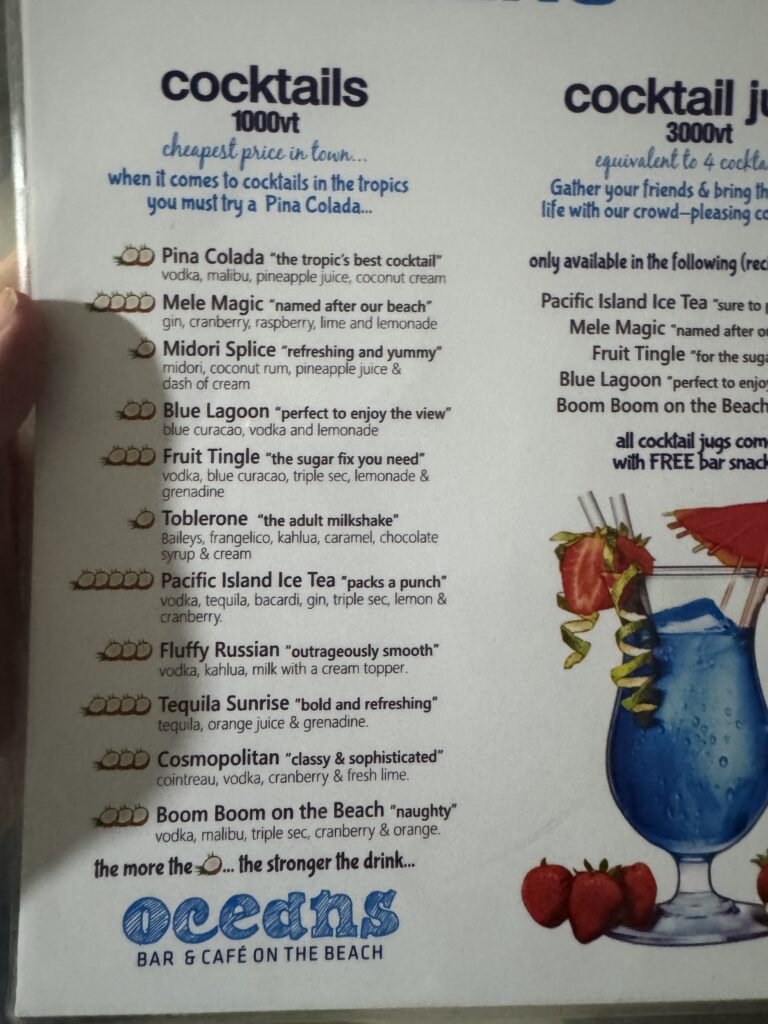 cocktails
1000vt
cheapest price in town...
when it comes to cocktails in the tropics
you must try a Pina Colada...
Pina Colada "the tropic's best cocktail"
vodka, malibu, pineapple juice, coconut cream
Mele Magic "named after our beach"
gin, cranberry, raspberry, lime and lemonade
Midori Splice "refreshing and yummy"
midori, coconut rum, pineapple juice &
dash of cream
Blue Lagoon "perfect to enjoy the view"
blue curacao, vodka and lemonade
Fruit Tingle "the sugar fix you need"
vodka, blue curacao, triple sec, lemonade &
grenadine
Toblerone "the adult milkshake"
Baileys, frangelico, kahlua, caramel, chocolate
syrup & cream
Pacific Island Ice Tea "packs a punch"
vodka, tequila, bacardi, gin, triple sec, lemon &
cranberry.
Fluffy Russian "outrageously smooth"
vodka, kahlua, milk with a cream topper.
Tequila Sunrise "bold and refreshing"
tequila, orange juice & grenadine.
Cosmopolitan "classy & sophisticated"
cointreau, vodka, cranberry & fresh lime.
Boom Boom on the Beach "naughty"
vodka, malibu, triple sec, cranberry & orange.
the more the ... the stronger the drink...
oceans
BAR & CAFÉ ON THE BEACH
cocktail
3000vt
equivalent to 4
Gather your friends & bring
life with our crowd-pleasing
only available in the following
Pacific Island Ice Tea "sure to
Mele Magic "named after
Fruit Tingle "for the
Blue Lagoon "perfect to
Boom Boom on the Beach
all cocktail jugs
with FREE bar